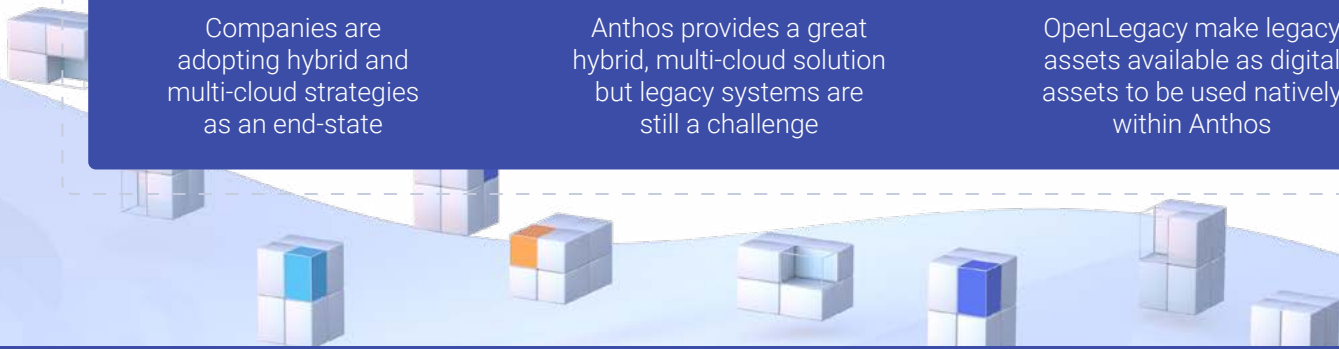 Companies are
adopting hybrid and
multi-cloud strategies
as an end-state
Anthos provides a great
hybrid, multi-cloud solution
but legacy systems are
still a challenge
OpenLegacy make legacy
assets available as digital
assets to be used natively
within Anthos